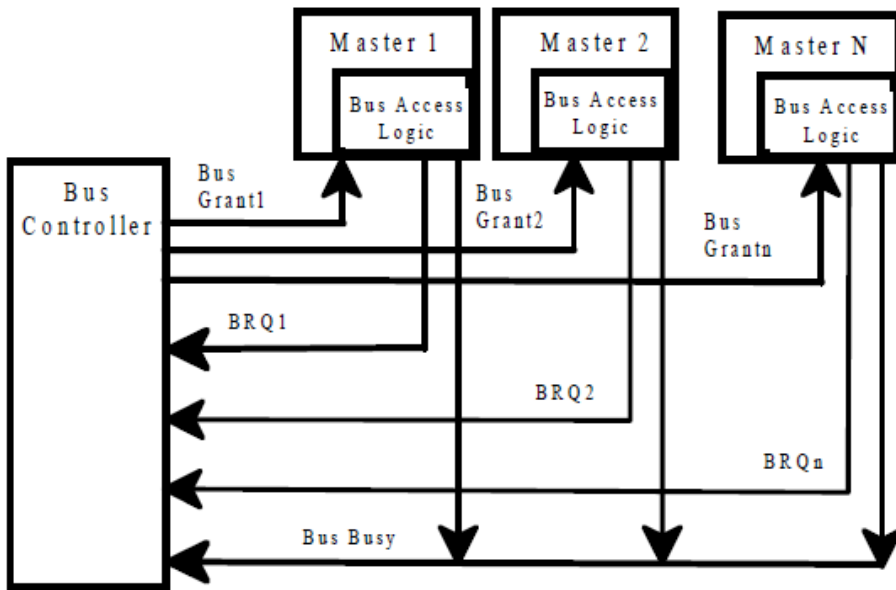 Master 1
Master 2
Master N
Bus Access
Logic
Bus Access
Logic
Bus Access
Logic
Bus
Controller
Bus
Grant1
Bus
Grant2
Bus
Grantn
BRQ1
BRQ2
BRQn
Bus Busy